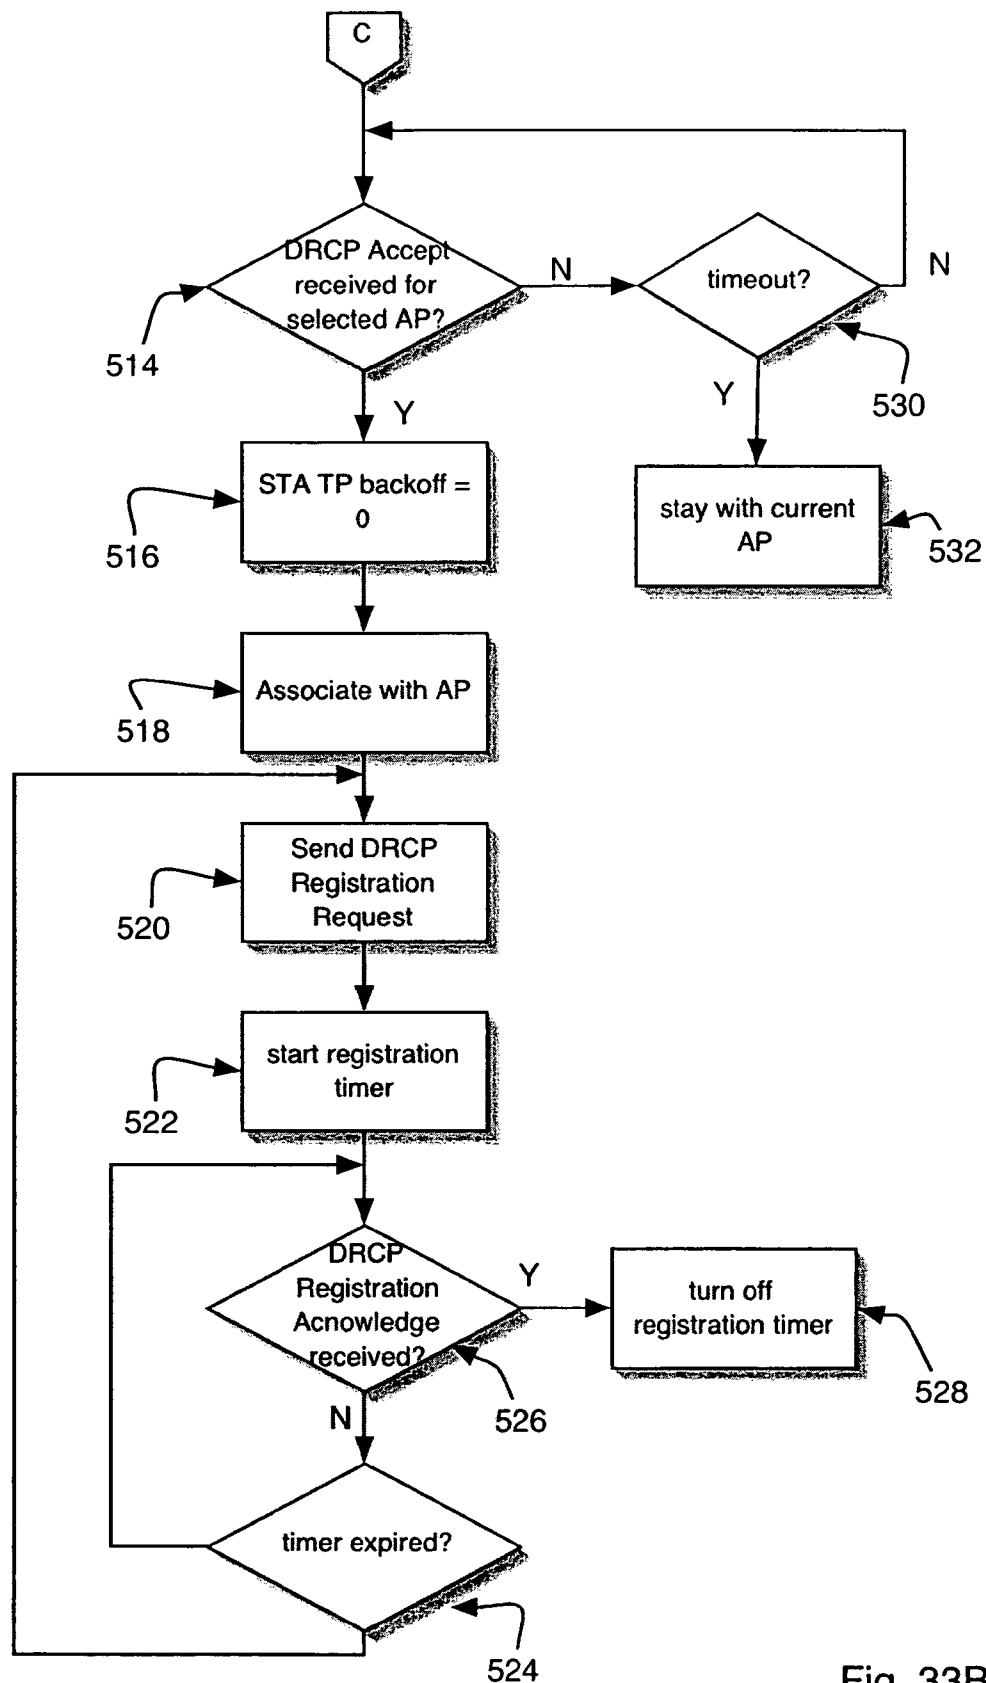 C
DRCP Accept
received for
selected AP?
N
timeout?
N
514
530
Y
Y
STA TP backoff =
0
516
stay with current
AP
532
Associate with AP
518
Send DRCP
Registration
Request
520
start registration
timer
522
DRCP
Registration
Acnowledge
received?
Y
turn off
registration timer
528
526
N
timer expired?
524
Fig. 33B